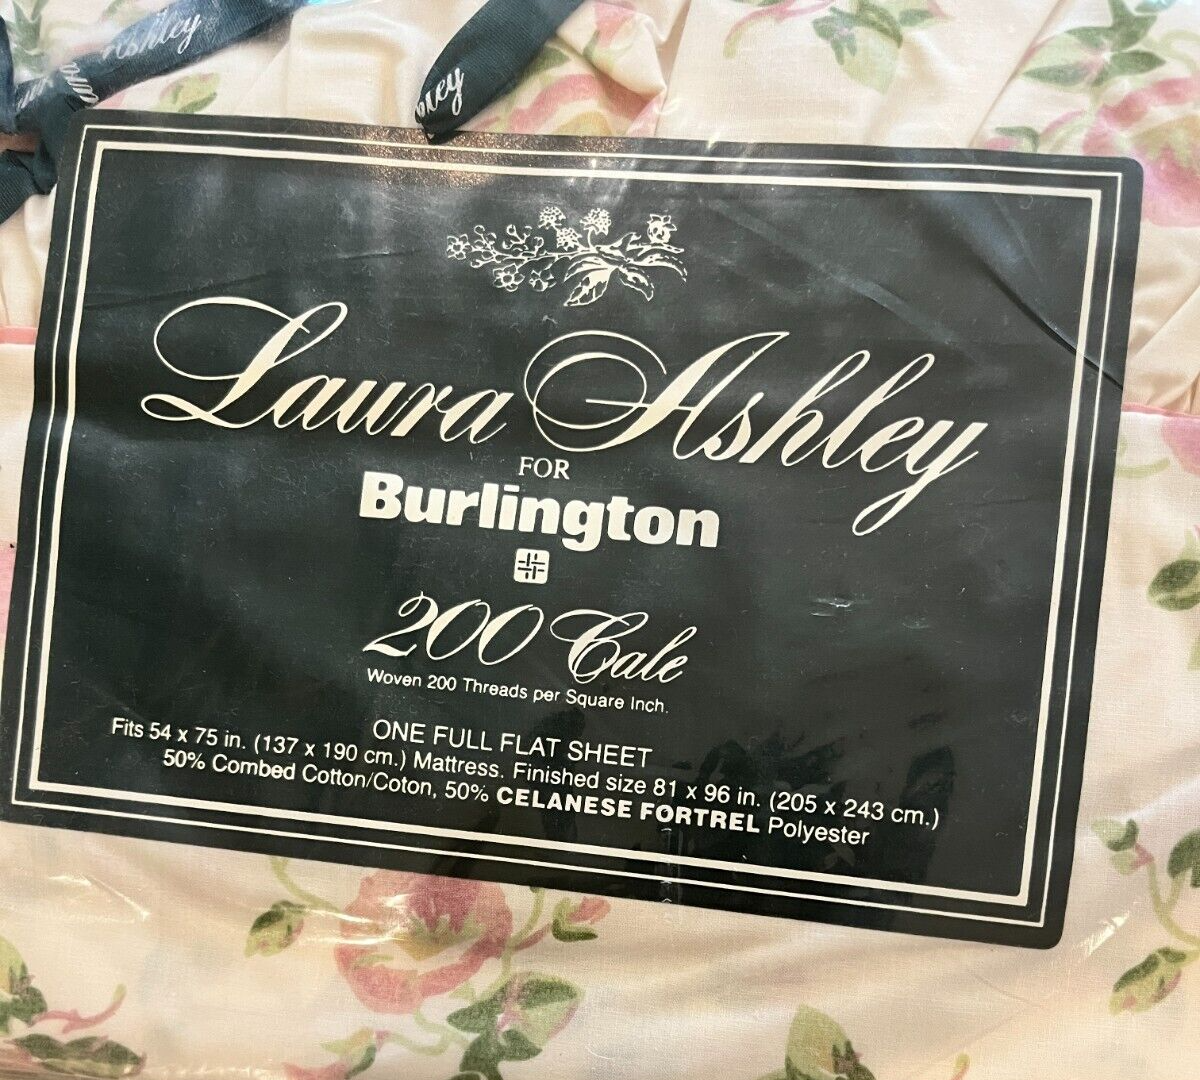 Ashley
ley
Laura Ashley
FOR
Burlington
200 Cale
Woven 200 Threads per Square Inch.
ONE FULL FLAT SHEET
Fits 54 x 75 in. (137 x 190 cm.) Mattress. Finished size 81 x 96 in. (205 x 243 cm.)
50% Combed Cotton/Coton, 50% CELANESE FORTREL Polyester